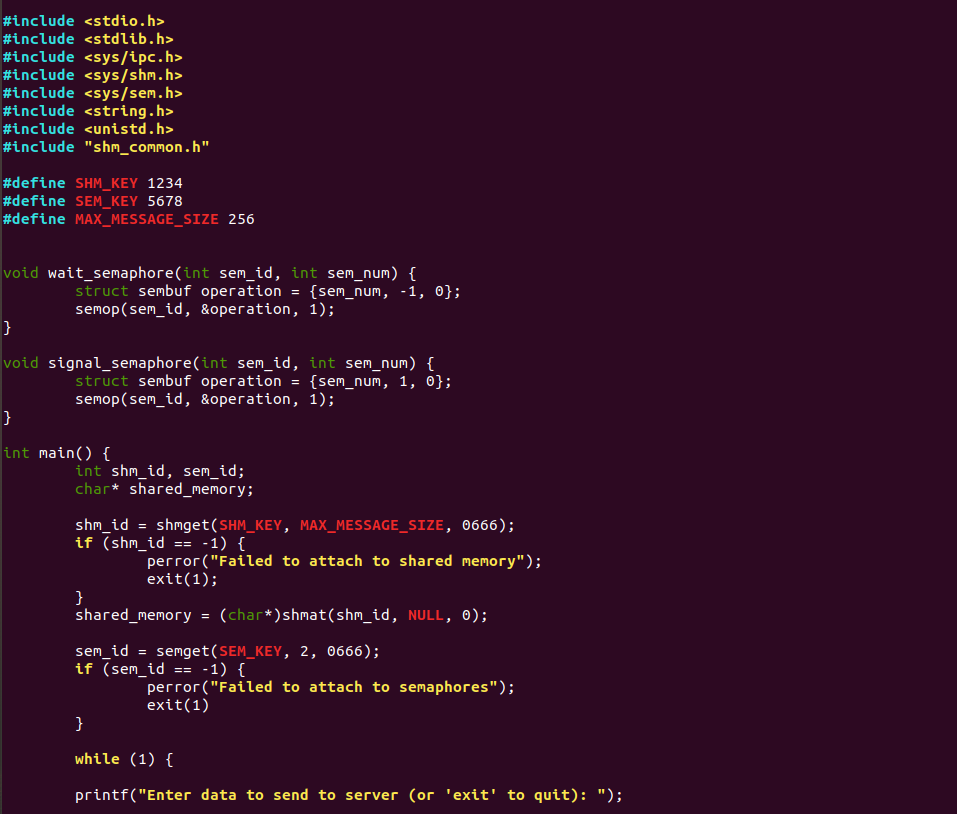 #include <stdio.h>
#include <stdlib.h>
#include <sys/ipc.h>
#include <sys/shm.h>
#include <sys/sem.h>
#include <string.h>
#include <unistd.h>
#include "shm_common.h"

#define SHM_KEY 1234
#define SEM_KEY 5678
#define MAX_MESSAGE_SIZE 256


void wait_semaphore(int sem_id, int sem_num) {
        struct sembuf operation = {sem_num, -1, 0};
        semop(sem_id, &operation, 1);
}

void signal_semaphore(int sem_id, int sem_num) {
        struct sembuf operation = {sem_num, 1, 0};
        semop(sem_id, &operation, 1);
}

int main() {
        int shm_id, sem_id;
        char* shared_memory;

        shm_id = shmget(SHM_KEY, MAX_MESSAGE_SIZE, 0666);
        if (shm_id == -1) {
                perror("Failed to attach to shared memory");
                exit(1);
        }
        shared_memory = (char*)shmat(shm_id, NULL, 0);

        sem_id = semget(SEM_KEY, 2, 0666);
        if (sem_id == -1) {
                perror("Failed to attach to semaphores");
                exit(1)
        }

        while (1) {

        printf("Enter data to send to server (or 'exit' to quit): ");